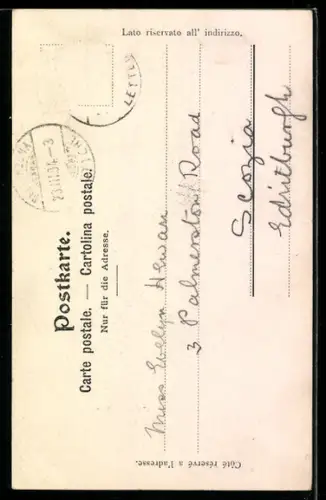 Postkarte.
Carte postale. — Cartolina postale.
Nur für die Adresse.
Lato riservato all' indirizzo.
Côté réservé à l'adresse.
LETTER
Miss Evelyn Hewan
3 Palmerston Road
Scozia
Edinburgh